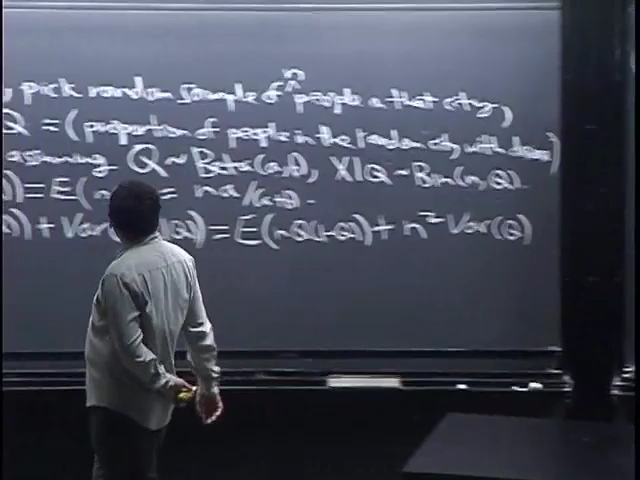 , pick random sample of n people in that city,
Q = (proportion of people in the random city with disease)
assuming Q ~ Beta(a,b), X|Q ~ Bin(n,Q).
) = E( = na/(a+b).
) + Var( |Q)) = E(nQ(1-Q)) + n² Var(Q)